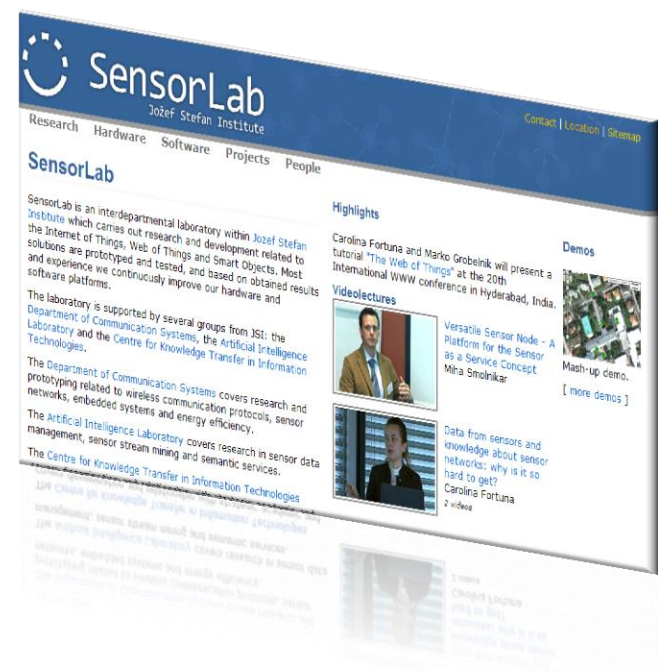 SensorLab
Jožef Stefan Institute
Contact | Location | Sitemap
Research Hardware Software Projects People
SensorLab
SensorLab is an interdepartmental laboratory within Jozef Stefan
Institute which carries out research and development related to
the Internet of Things, Web of Things and Smart Objects. Most
solutions are prototyped and tested, and based on obtained results
and experience we continuously improve our hardware and
software platforms.
The laboratory is supported by several groups from JSI: the
Department of Communication Systems, the Artificial Intelligence
Laboratory and the Centre for Knowledge Transfer in Information
Technologies.
The Department of Communication Systems covers research and
prototyping related to wireless communication protocols, sensor
networks, embedded systems and energy efficiency.
The Artificial Intelligence Laboratory covers research in sensor data
management, sensor stream mining and semantic services.
The Centre for Knowledge Transfer in Information Technologies
Highlights
Carolina Fortuna and Marko Grobelnik will present a
tutorial "The Web of Things" at the 20th
International WWW conference in Hyderabad, India.
Videolectures
Versatile Sensor Node - A
Platform for the Sensor
as a Service Concept
Miha Smolnikar
Data from sensors and
knowledge about sensor
networks: why is it so
hard to get?
Carolina Fortuna
2 videos
Demos
Mash-up demo.
[ more demos ]